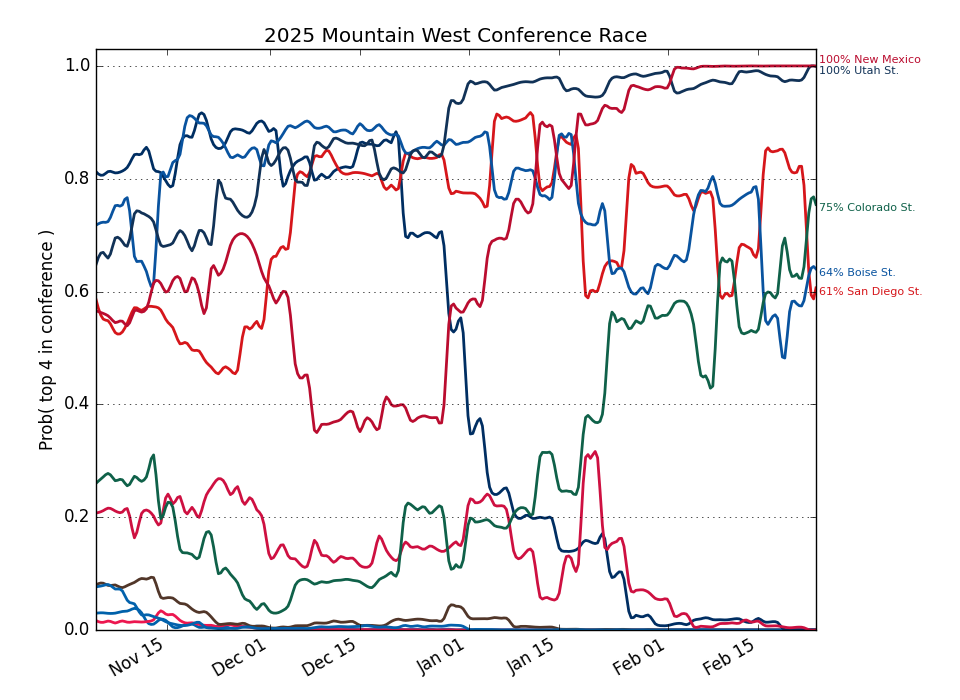 2025 Mountain West Conference Race
Prob( top 4 in conference )
1.0
0.8
0.6
0.4
0.2
0.0
Nov 15
Dec 01
Dec 15
Jan 01
Jan 15
Feb 01
Feb 15
100% New Mexico
100% Utah St.
75% Colorado St.
64% Boise St.
61% San Diego St.